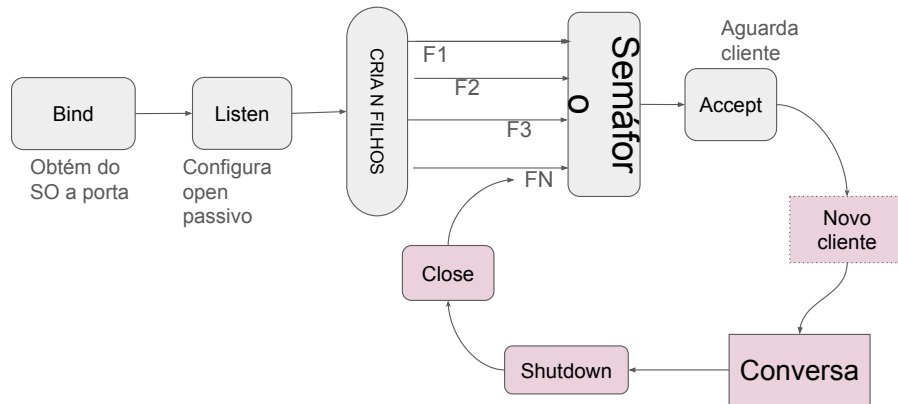 Bind
Obtém do
SO a porta
Listen
Configura
open
passivo
CRIA N FILHOS
F1
F2
F3
FN
Semáfor
o
Aguarda
cliente
Accept
Novo
cliente
Conversa
Shutdown
Close